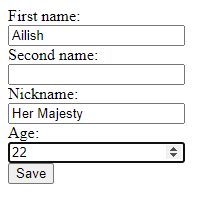 First name:
Ailish
Second name:
Nickname:
Her Majesty
Age:
22
Save